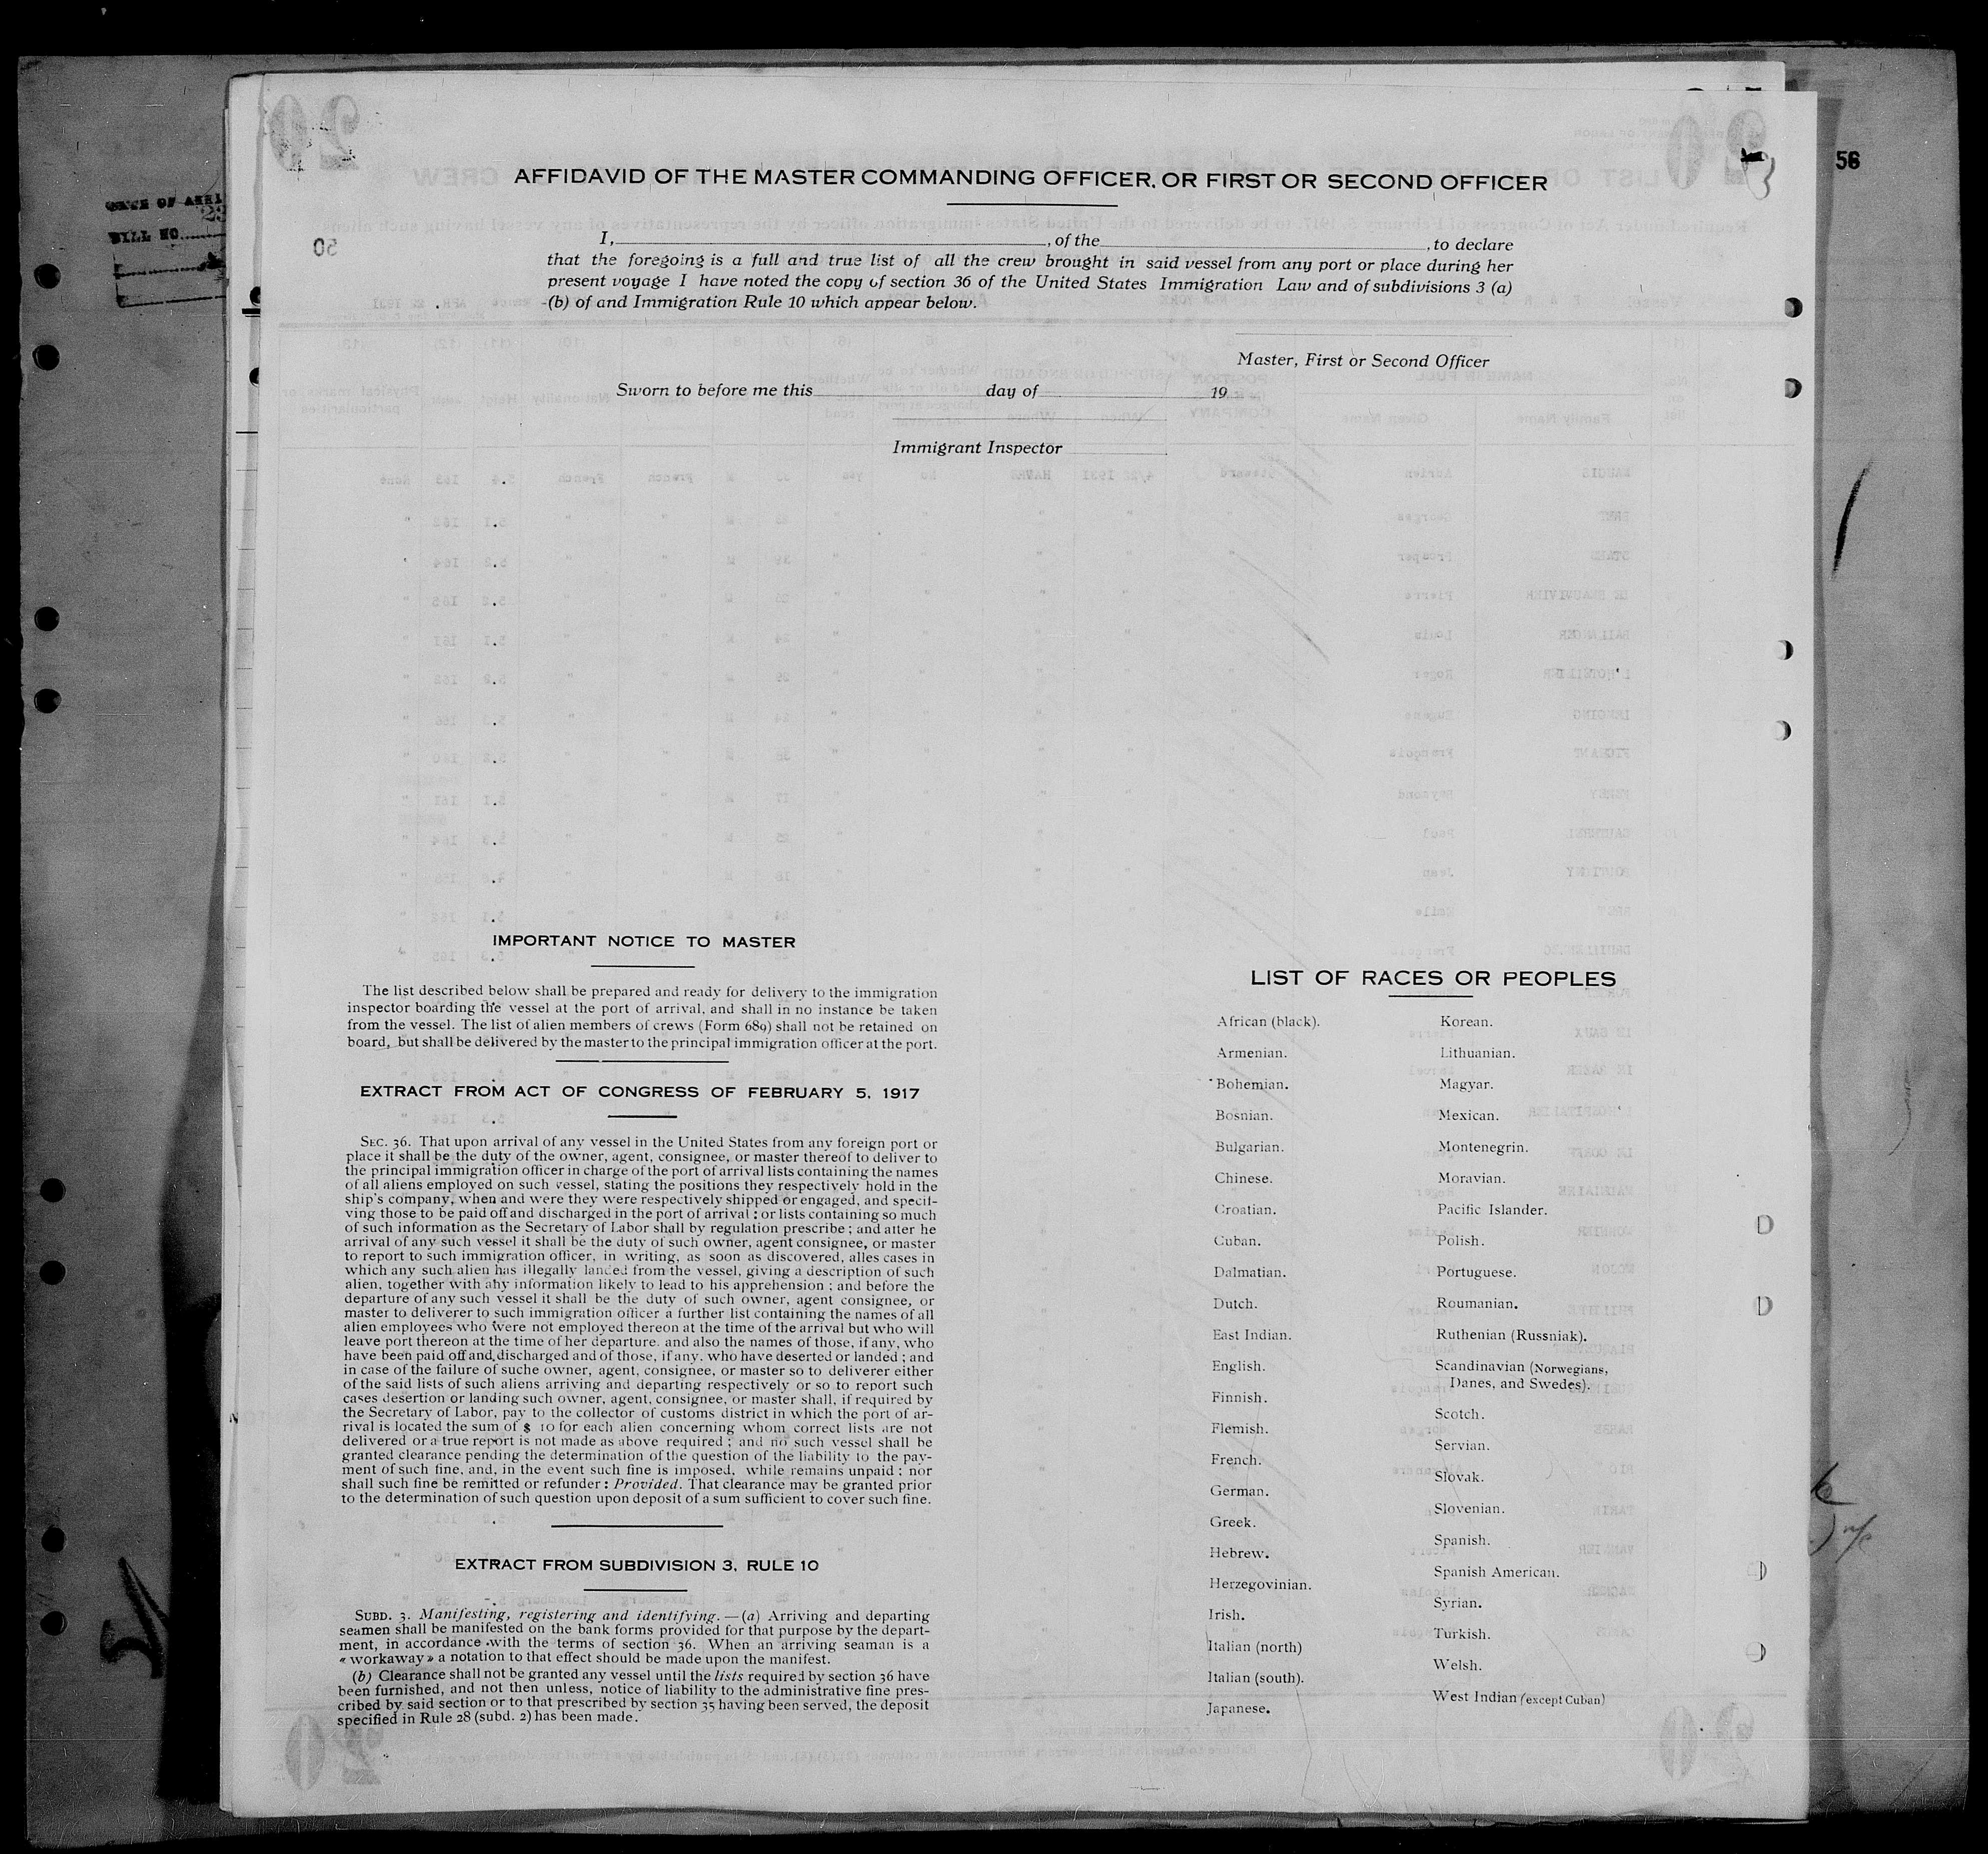 56
AFFIDAVID OF THE MASTER COMMANDING OFFICER. OR FIRST OR SECOND OFFICER
I, , of the , to declare
that the foregoing is a full and true list of all the crew brought in said vessel from any port or place during her
present voyage I have noted the copy of section 36 of the United States Immigration Law and of subdivisions 3 (a)
-(b) of and Immigration Rule 10 which appear below.
Master, First or Second Officer
Sworn to before me this day of 19
Immigrant Inspector
IMPORTANT NOTICE TO MASTER
The list described below shall be prepared and ready for delivery to the immigration
inspector boarding the vessel at the port of arrival, and shall in no instance be taken
from the vessel. The list of alien members of crews (Form 689) shall not be retained on
board, but shall be delivered by the master to the principal immigration officer at the port.
EXTRACT FROM ACT OF CONGRESS OF FEBRUARY 5, 1917
SEC. 36. That upon arrival of any vessel in the United States from any foreign port or
place it shall be the duty of the owner, agent, consignee, or master thereof to deliver to
the principal immigration officer in charge of the port of arrival lists containing the names
of all aliens employed on such vessel, stating the positions they respectively hold in the
ship's company, when and were they were respectively shipped or engaged, and specif-
ving those to be paid off and discharged in the port of arrival ; or lists containing so much
of such information as the Secretary of Labor shall by regulation prescribe ; and atter he
arrival of any such vessel it shall be the duty of such owner, agent consignee, or master
to report to such immigration officer, in writing, as soon as discovered, alles cases in
which any such alien has illegally landed from the vessel, giving a description of such
alien, together with any information likely to lead to his apprehension ; and before the
departure of any such vessel it shall be the duty of such owner, agent consignee, or
master to deliverer to such immigration officer a further list containing the names of all
alien employees who were not employed thereon at the time of the arrival but who will
leave port thereon at the time of her departure. and also the names of those, if any, who
have been paid off and discharged and of those, if any. who have deserted or landed ; and
in case of the failure of suche owner, agent, consignee, or master so to deliverer either
of the said lists of such aliens arriving and departing respectively or so to report such
cases desertion or landing such owner, agent, consignee, or master shall, if required by
the Secretary of Labor, pay to the collector of customs district in which the port of ar-
rival is located the sum of $ 10 for each alien concerning whom correct lists are not
delivered or a true report is not made as above required ; and no such vessel shall be
granted clearance pending the determination of the question of the liability to the pay-
ment of such fine, and, in the event such fine is imposed, while remains unpaid ; nor
shall such fine be remitted or refunder : Provided. That clearance may be granted prior
to the determination of such question upon deposit of a sum sufficient to cover such fine.
EXTRACT FROM SUBDIVISION 3, RULE 10
SUBD. 3. Manifesting, registering and identifying. — (a) Arriving and departing
seamen shall be manifested on the bank forms provided for that purpose by the depart-
ment, in accordance with the terms of section 36. When an arriving seaman is a
« workaway » a notation to that effect should be made upon the manifest.
(b) Clearance shall not be granted any vessel until the lists required by section 36 have
been furnished, and not then unless, notice of liability to the administrative fine pres-
cribed by said section or to that prescribed by section 35 having been served, the deposit
specified in Rule 28 (subd. 2) has been made.
LIST OF RACES OR PEOPLES
African (black).
Armenian.
Bohemian.
Bosnian.
Bulgarian.
Chinese.
Croatian.
Cuban.
Dalmatian.
Dutch.
East Indian.
English.
Finnish.
Flemish.
French.
German.
Greek.
Hebrew.
Herzegovinian.
Irish.
Italian (north)
Italian (south).
Japanese.
Korean.
Lithuanian.
Magyar.
Mexican.
Montenegrin.
Moravian.
Pacific Islander.
Polish.
Portuguese.
Roumanian.
Ruthenian (Russniak).
Scandinavian (Norwegians,
Danes, and Swedes).
Scotch.
Servian.
Slovak.
Slovenian.
Spanish.
Spanish American.
Syrian.
Turkish.
Welsh.
West Indian (except Cuban)